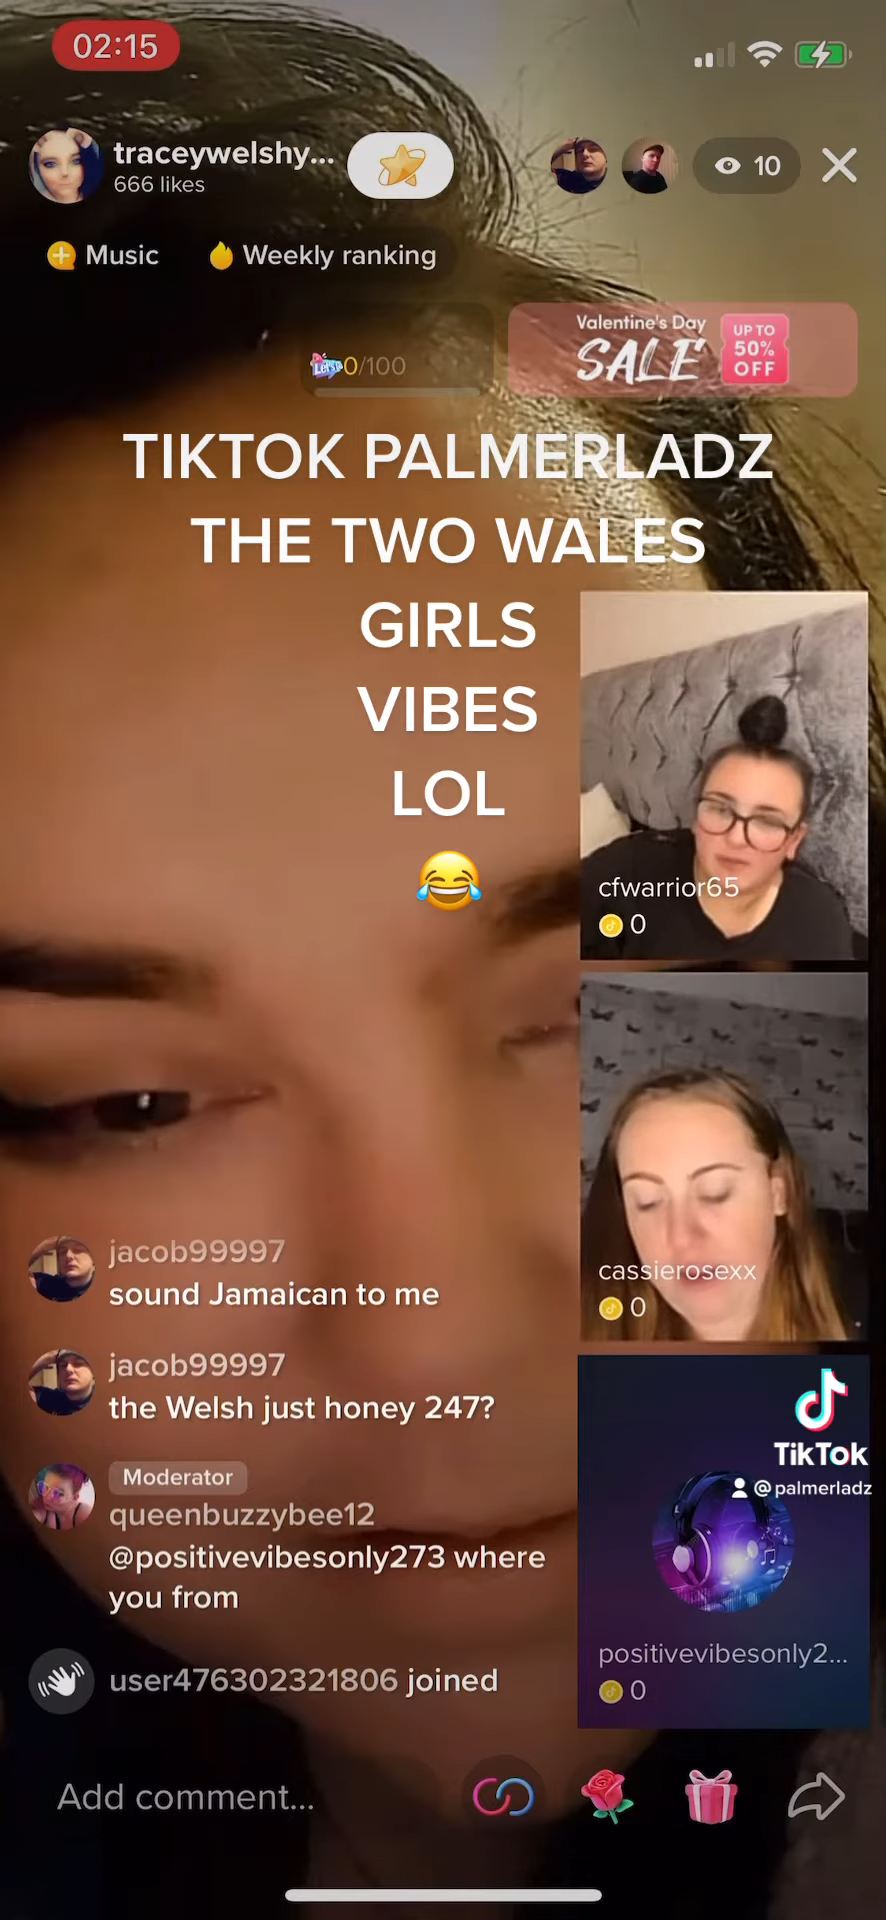 02:15
traceywelshy...
666 likes
10
Music
Weekly ranking
Let's
0/100
Valentine's Day
SALE
UP TO
50%
OFF
TIKTOK PALMERLADZ
THE TWO WALES
GIRLS
VIBES
LOL
cfwarrior65
0
cassierosexx
0
jacob99997
sound Jamaican to me
jacob99997
the Welsh just honey 247?
Moderator
queenbuzzybee12
@positivevibesonly273 where
you from
user476302321806 joined
TikTok
@palmerladz
positivevibesonly2...
0
Add comment...